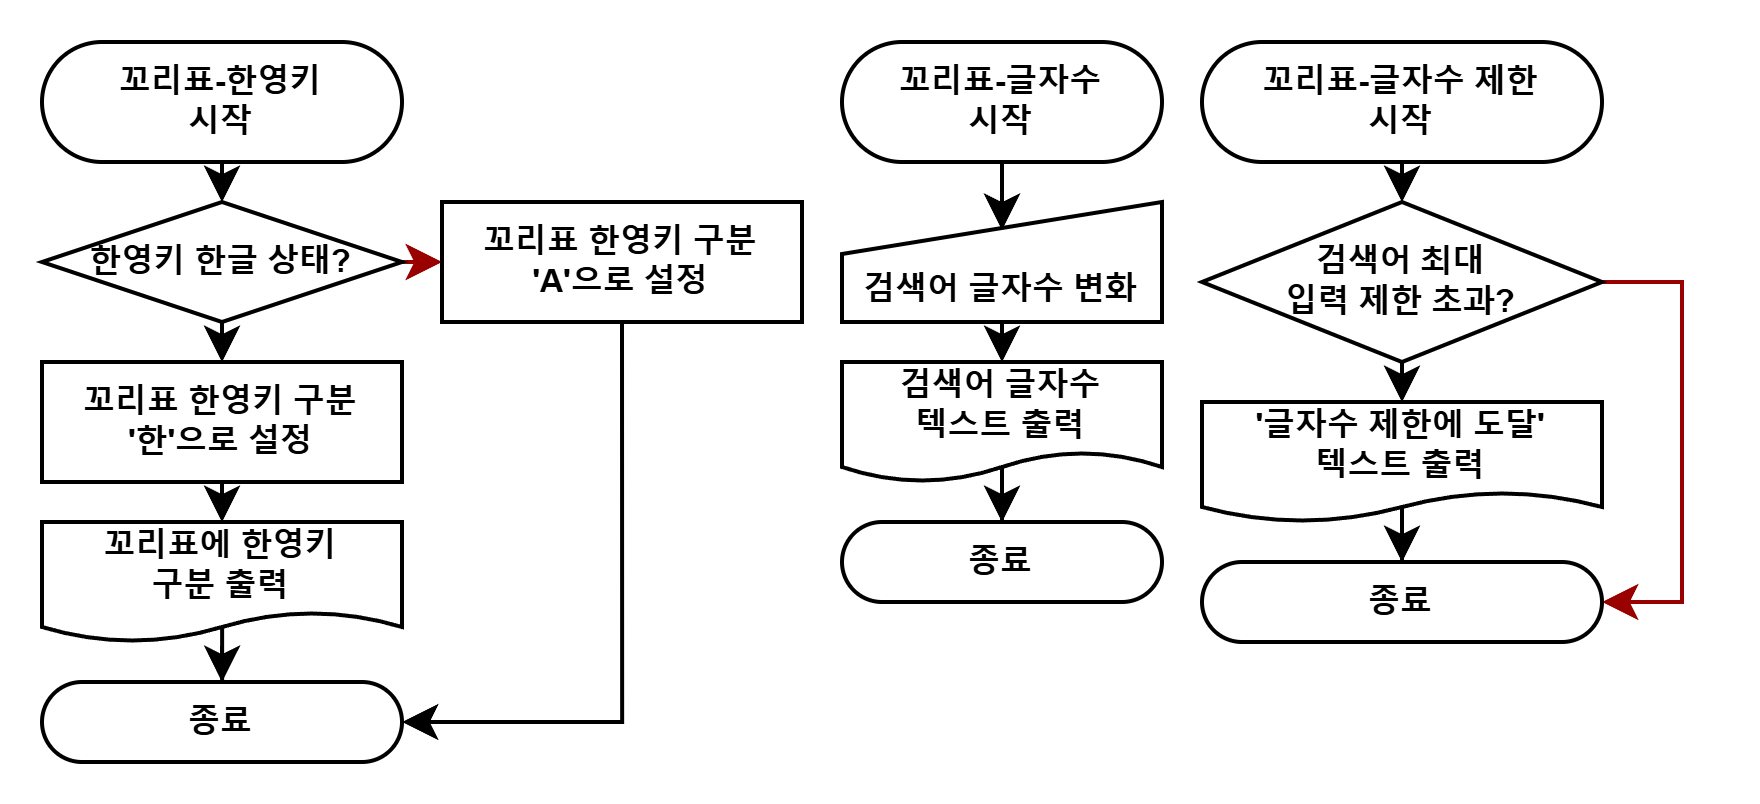 꼬리표-한영키
시작
한영키 한글 상태?
꼬리표 한영키 구분
'A'으로 설정
꼬리표 한영키 구분
'한'으로 설정
꼬리표에 한영키
구분 출력
종료
꼬리표-글자수
시작
검색어 글자수 변화
검색어 글자수
텍스트 출력
종료
꼬리표-글자수 제한
시작
검색어 최대
입력 제한 초과?
'글자수 제한에 도달'
텍스트 출력
종료